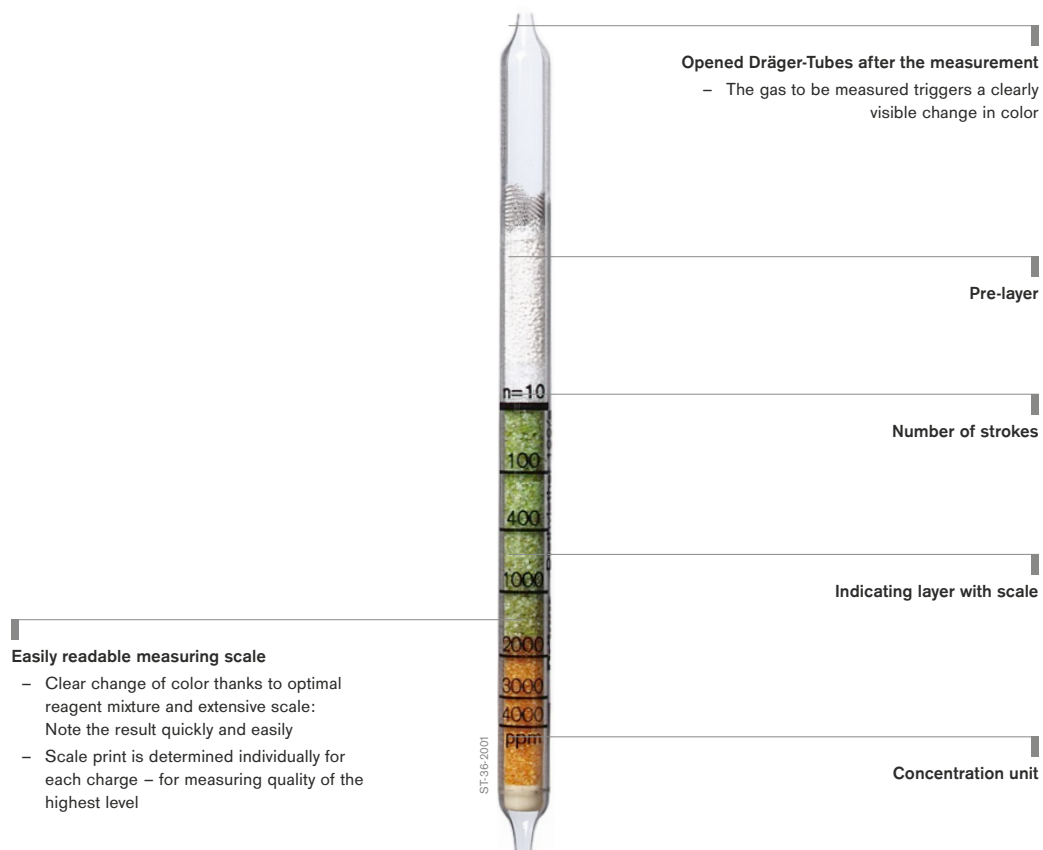 Opened Dräger-Tubes after the measurement
– The gas to be measured triggers a clearly
visible change in color
Pre-layer
n=10
Number of strokes
100
400
1000
Indicating layer with scale
Easily readable measuring scale
– Clear change of color thanks to optimal
reagent mixture and extensive scale:
Note the result quickly and easily
– Scale print is determined individually for
each charge – for measuring quality of the
highest level
2000
3000
4000
ppm
ST-36-2001
Concentration unit